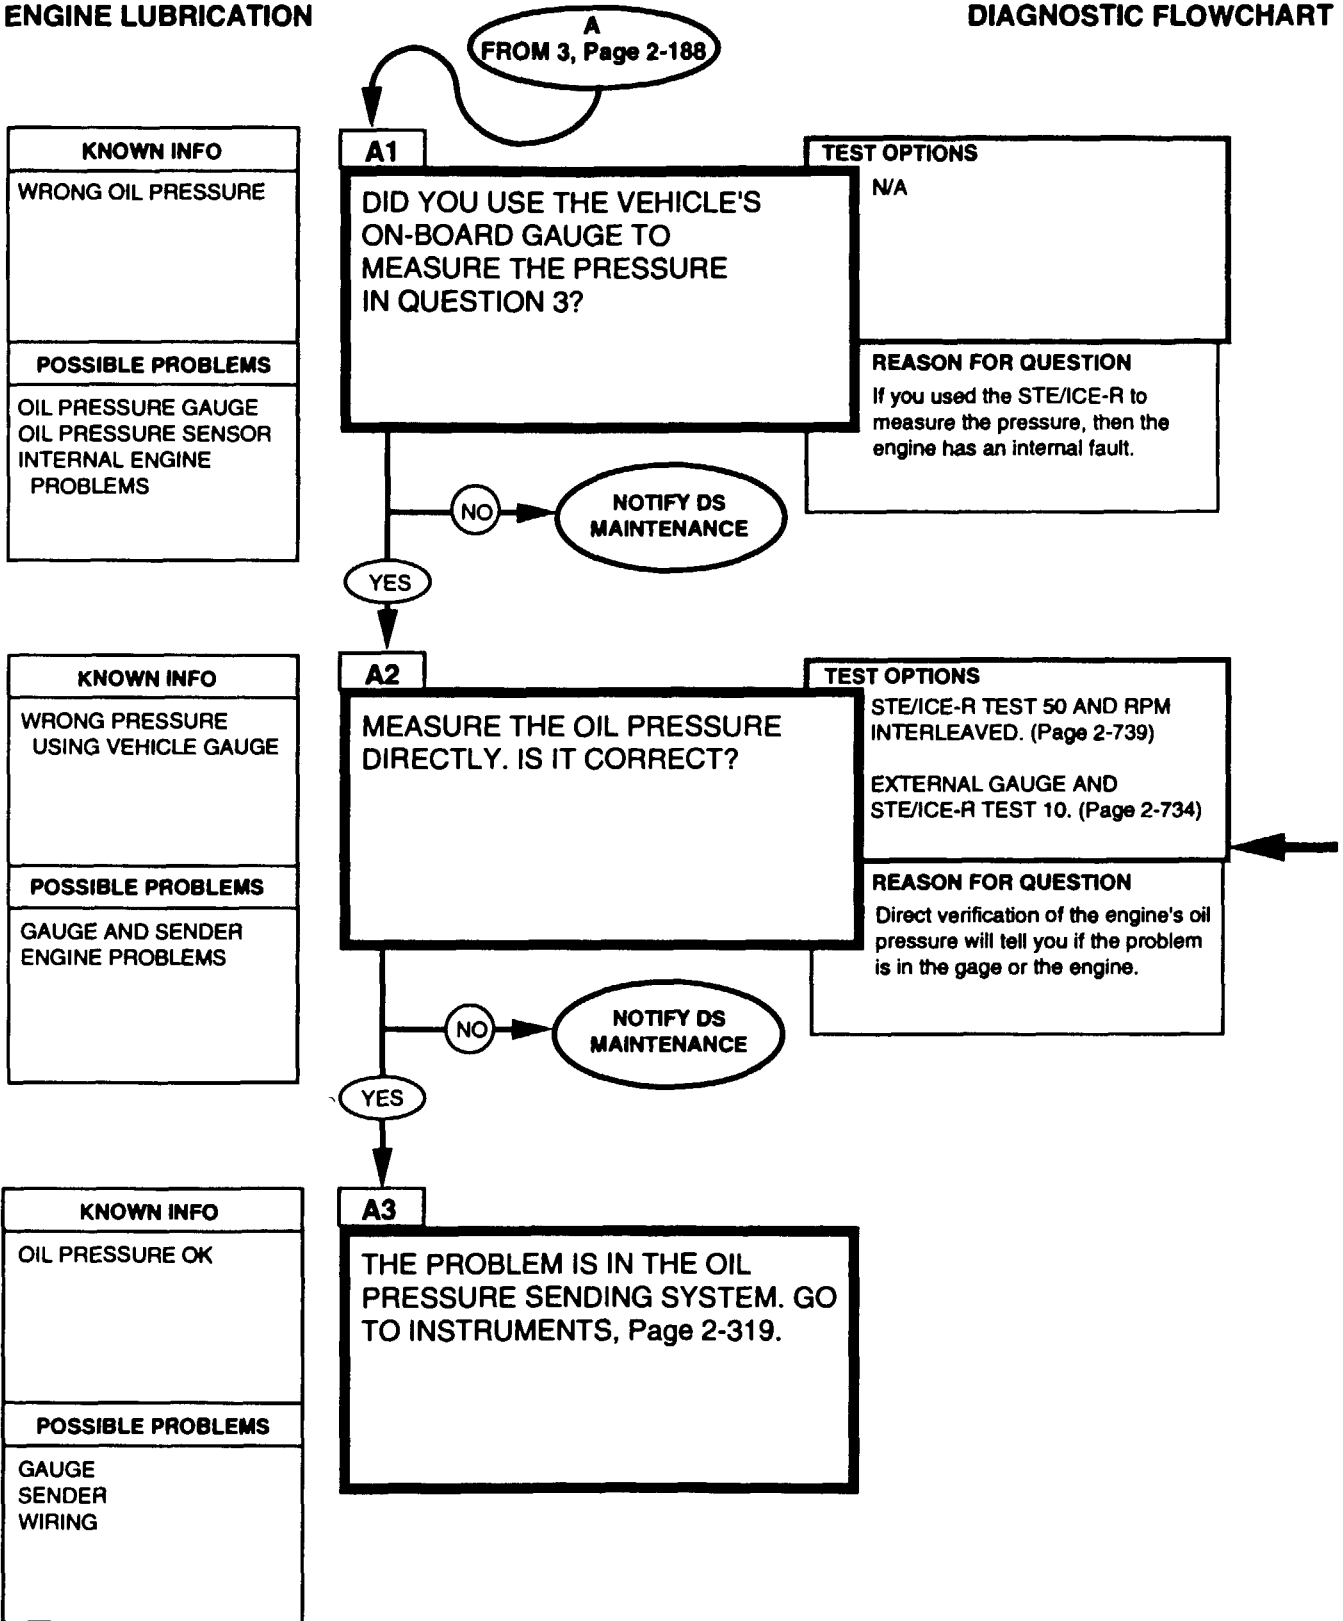 ENGINE LUBRICATION
DIAGNOSTIC FLOWCHART
A
FROM 3, Page 2-188
KNOWN INFO
WRONG OIL PRESSURE
POSSIBLE PROBLEMS
OIL PRESSURE GAUGE
OIL PRESSURE SENSOR
INTERNAL ENGINE
PROBLEMS
A1
DID YOU USE THE VEHICLE'S
ON-BOARD GAUGE TO
MEASURE THE PRESSURE
IN QUESTION 3?
TEST OPTIONS
N/A
REASON FOR QUESTION
If you used the STE/ICE-R to
measure the pressure, then the
engine has an internal fault.
NO
NOTIFY DS
MAINTENANCE
YES
KNOWN INFO
WRONG PRESSURE
USING VEHICLE GAUGE
POSSIBLE PROBLEMS
GAUGE AND SENDER
ENGINE PROBLEMS
A2
MEASURE THE OIL PRESSURE
DIRECTLY. IS IT CORRECT?
TEST OPTIONS
STE/ICE-R TEST 50 AND RPM
INTERLEAVED. (Page 2-739)
EXTERNAL GAUGE AND
STE/ICE-R TEST 10. (Page 2-734)
REASON FOR QUESTION
Direct verification of the engine's oil
pressure will tell you if the problem
is in the gage or the engine.
NO
NOTIFY DS
MAINTENANCE
YES
KNOWN INFO
OIL PRESSURE OK
POSSIBLE PROBLEMS
GAUGE
SENDER
WIRING
A3
THE PROBLEM IS IN THE OIL
PRESSURE SENDING SYSTEM. GO
TO INSTRUMENTS, Page 2-319.